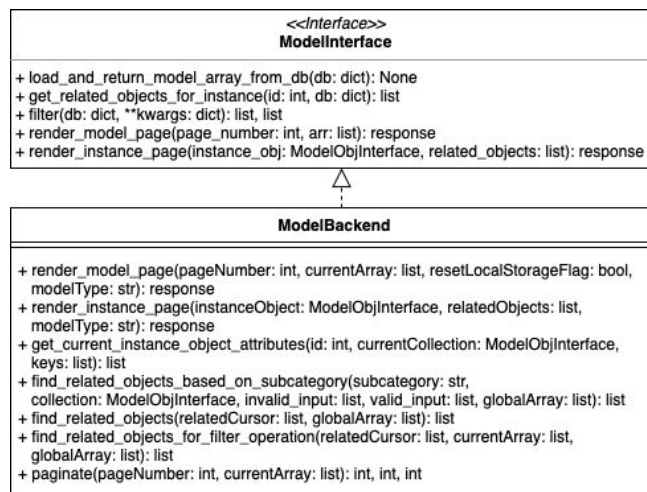 <<Interface>>
ModelInterface
+ load_and_return_model_array_from_db(db: dict): None
+ get_related_objects_for_instance(id: int, db: dict): list
+ filter(db: dict, **kwargs: dict): list, list
+ render_model_page(page_number: int, arr: list): response
+ render_instance_page(instance_obj: ModelObjInterface, related_objects: list): response
ModelBackend
+ render_model_page(pageNumber: int, currentArray: list, resetLocalStorageFlag: bool,
modelType: str): response
+ render_instance_page(instanceObject: ModelObjInterface, relatedObjects: list,
modelType: str): response
+ get_current_instance_object_attributes(id: int, currentCollection: ModelObjInterface,
keys: list): list
+ find_related_objects_based_on_subcategory(subcategory: str,
collection: ModelObjInterface, invalid_input: list, valid_input: list, globalArray: list): list
+ find_related_objects(relatedCursor: list, globalArray: list): list
+ find_related_objects_for_filter_operation(relatedCursor: list, currentArray: list,
globalArray: list): list
+ paginate(pageNumber: int, currentArray: list): int, int, int